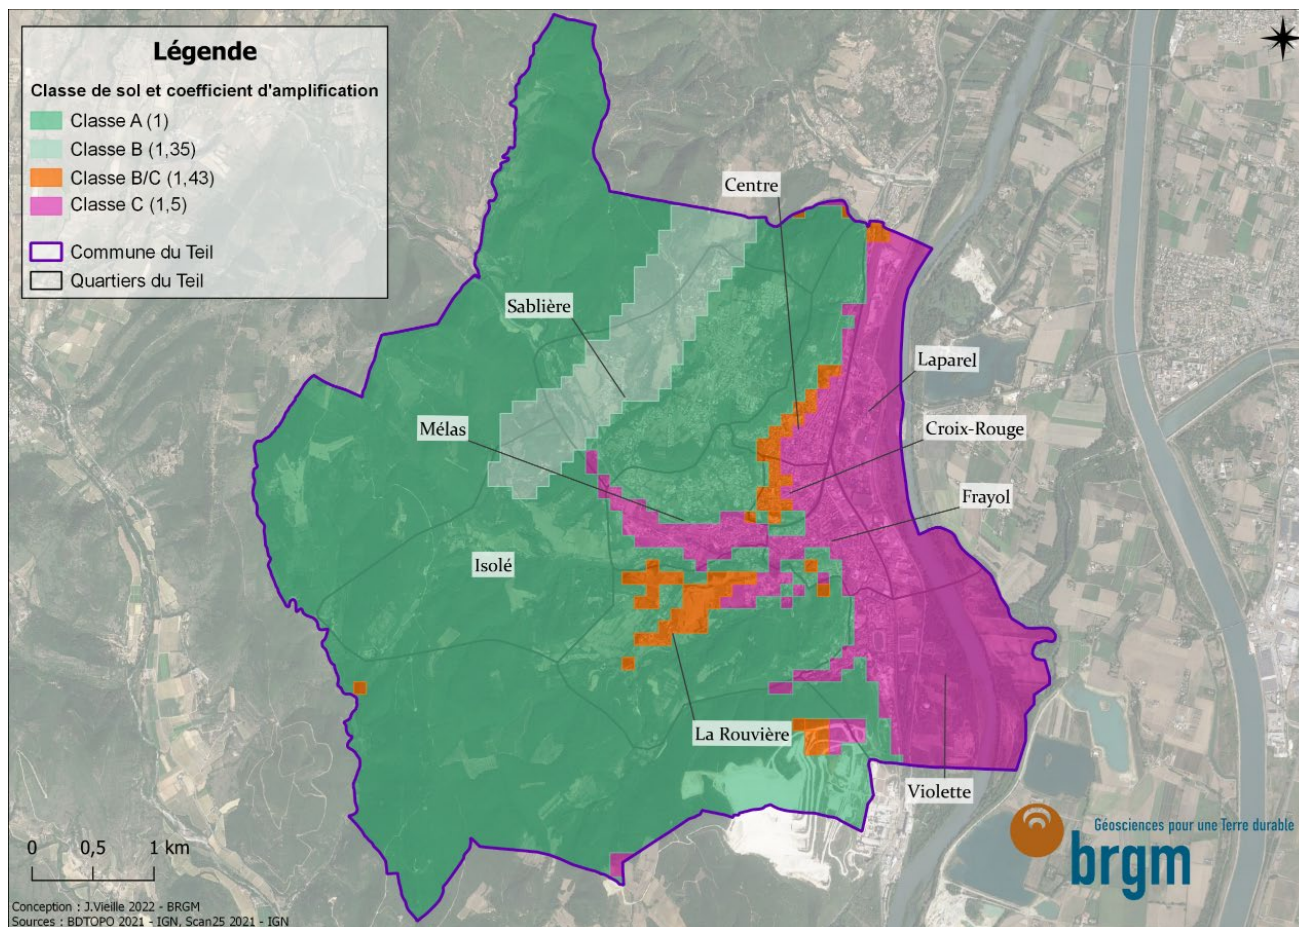 Légende
Classe de sol et coefficient d'amplification
Classe A (1)
Classe B (1,35)
Classe B/C (1,43)
Classe C (1,5)
Commune du Teil
Quartiers du Teil
Centre
Sablière
Laparel
Mélas
Croix-Rouge
Frayol
Isolé
La Rouvière
Violette
0 0,5 1 km
Géosciences pour une Terre durable
brgm
Conception : J.Vieille 2022 - BRGM
Sources : BDTOPO 2021 - IGN, Scan25 2021 - IGN